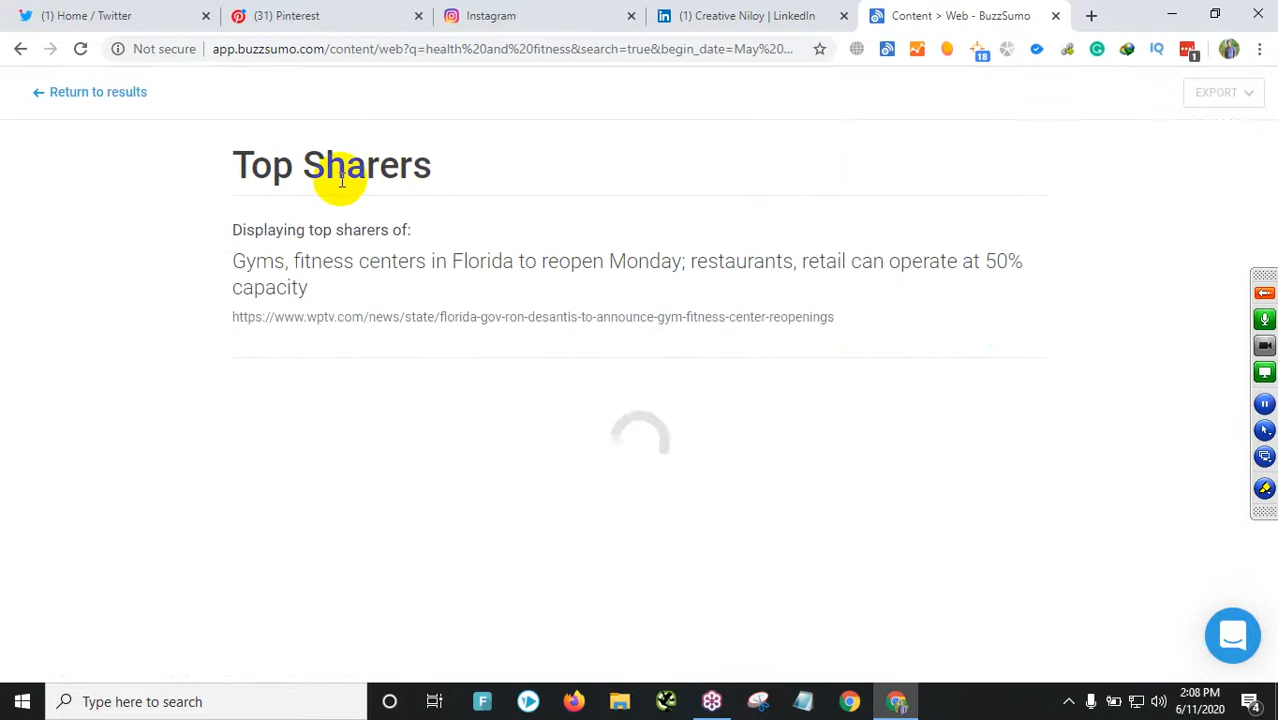 (1) Home / Twitter
(31) Pinterest
Instagram
(1) Creative Niloy | LinkedIn
Content > Web - BuzzSumo
Not secure
app.buzzsumo.com/content/web?q=health%20and%20fitness&search=true&begin_date=May%20...
18
IQ
1
Return to results
EXPORT
Top Sharers
Displaying top sharers of:
Gyms, fitness centers in Florida to reopen Monday; restaurants, retail can operate at 50%
capacity
https://www.wptv.com/news/state/florida-gov-ron-desantis-to-announce-gym-fitness-center-reopenings
Type here to search
F
2:08 PM
6/11/2020
4